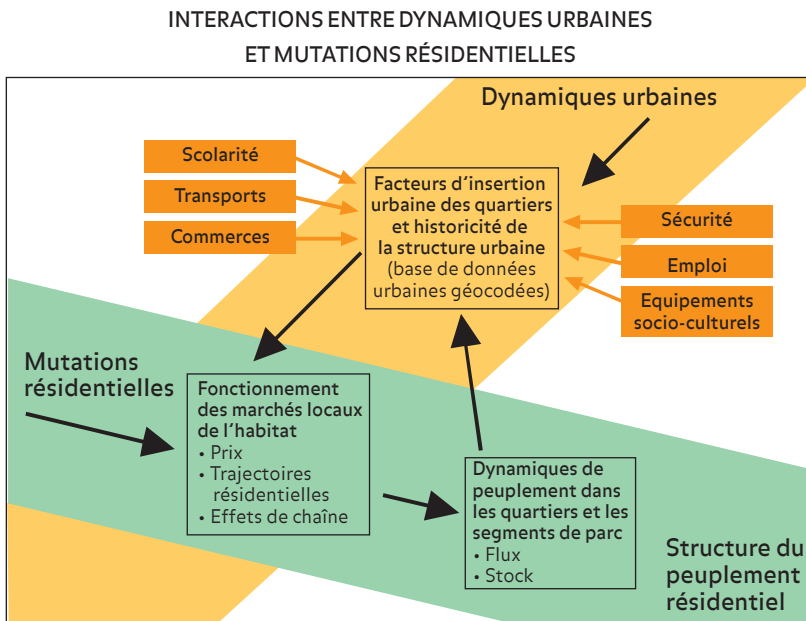 INTERACTIONS ENTRE DYNAMIQUES URBAINES
ET MUTATIONS RÉSIDENTIELLES
Dynamiques urbaines
Scolarité
Transports
Commerces
Facteurs d'insertion
urbaine des quartiers
et historicité de
la structure urbaine
(base de données
urbaines géocodées)
Sécurité
Emploi
Equipements
socio-culturels
Mutations
résidentielles
Fonctionnement
des marchés locaux
de l'habitat
• Prix
• Trajectoires
résidentielles
• Effets de chaîne
Dynamiques de
peuplement dans
les quartiers et les
segments de parc
• Flux
• Stock
Structure du
peuplement
résidentiel